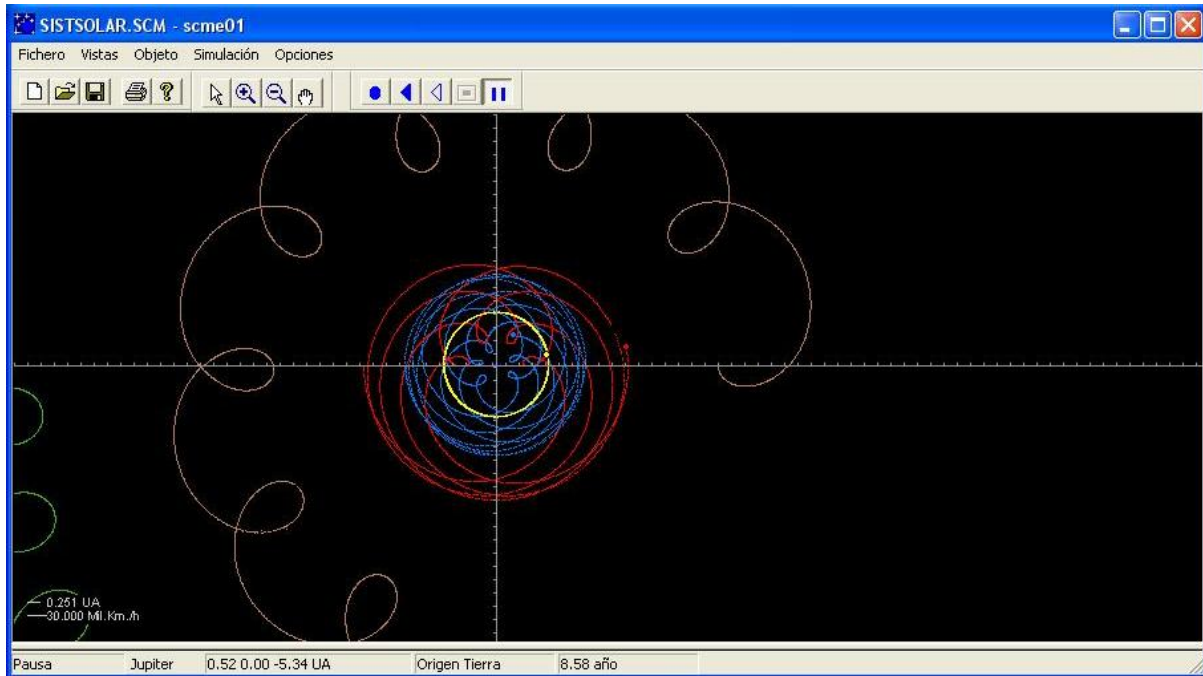 SISTSOLAR.SCM - scme01
Fichero Vistas Objeto Simulación Opciones
0.251 UA
30.000 Mil.Km./h
Pausa Jupiter 0.52 0.00 -5.34 UA Origen Tierra 8.58 año